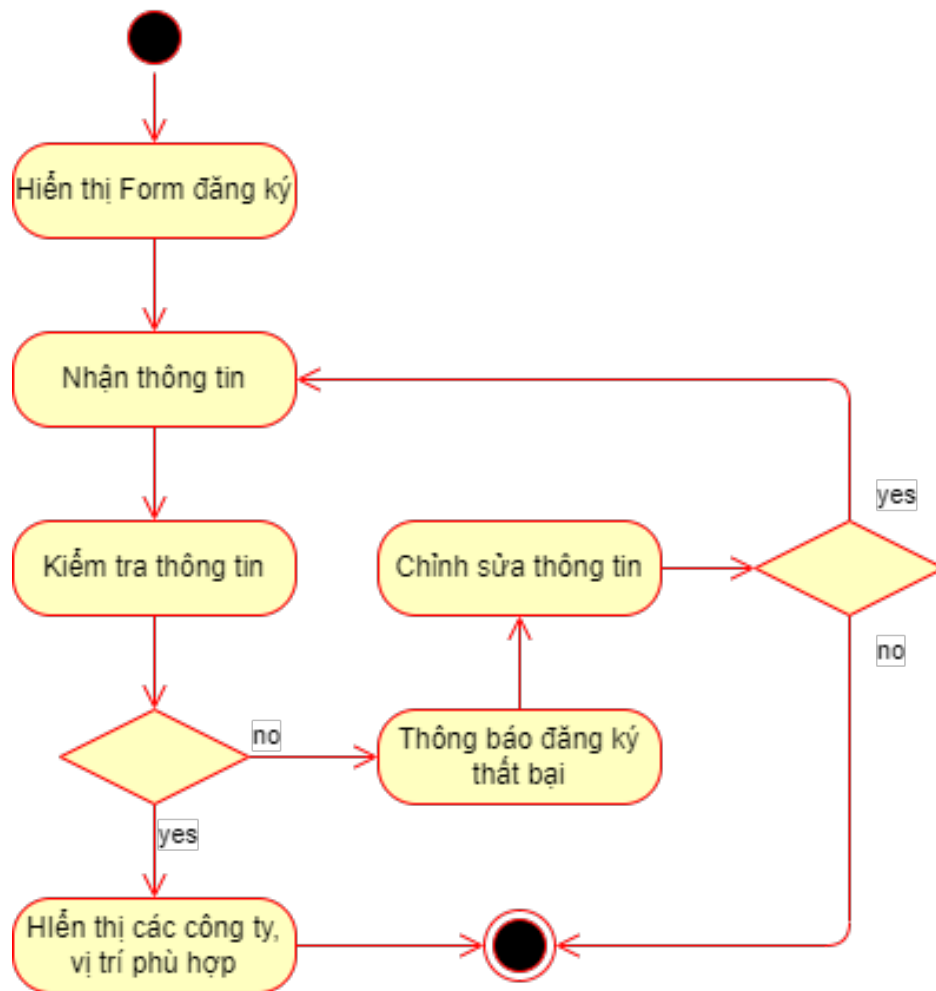 Hiển thị Form đăng ký
Nhận thông tin
yes
Kiểm tra thông tin
Chỉnh sửa thông tin
no
no
Thông báo đăng ký
thất bại
yes
HIển thị các công ty,
vị trí phù hợp